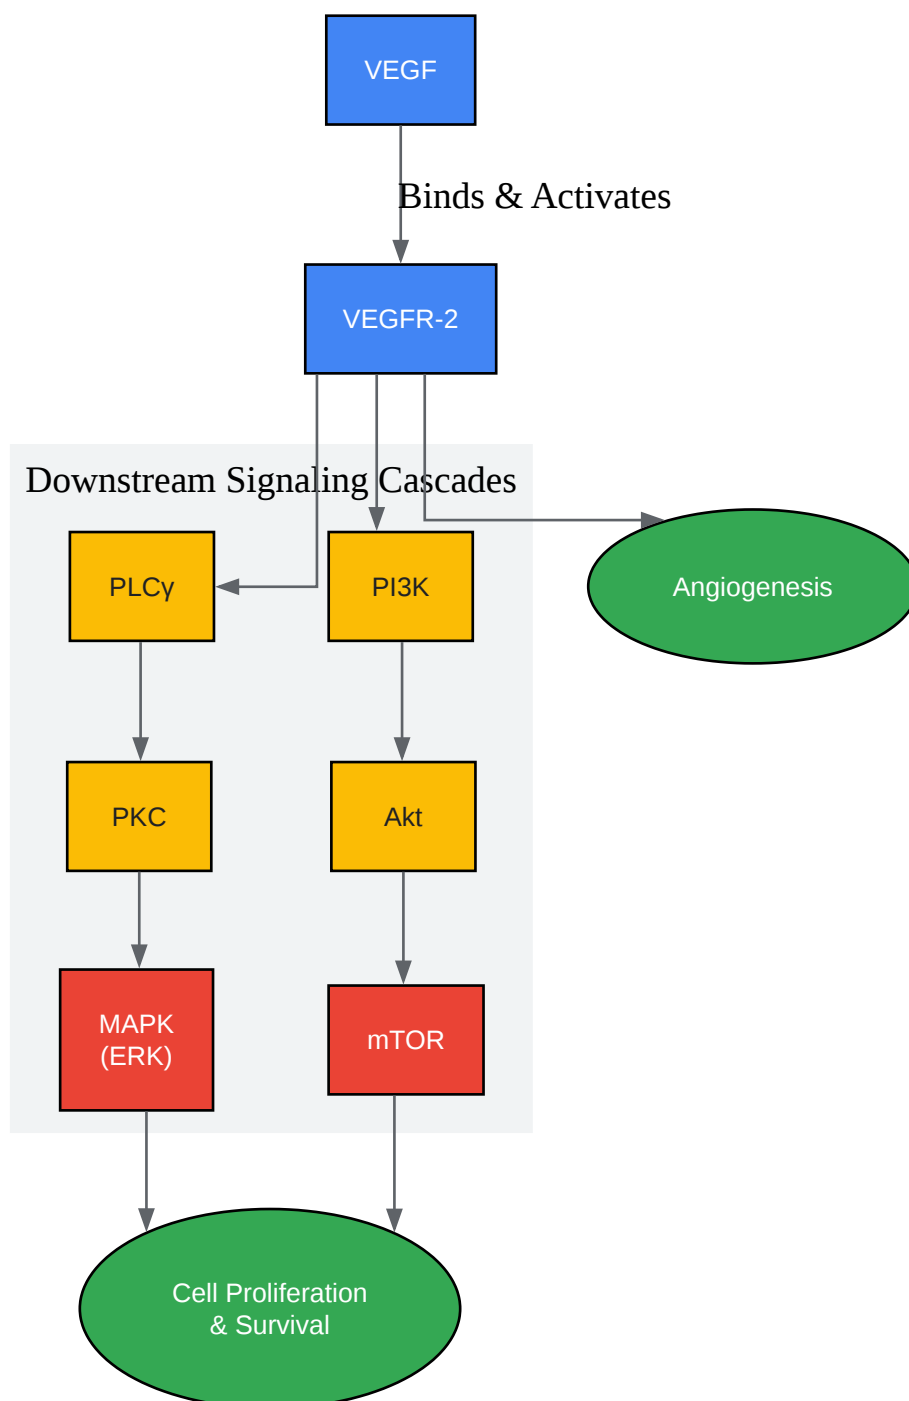 VEGF
Binds & Activates
VEGFR-2
Downstream Signaling Cascades
PLCγ
PI3K
Angiogenesis
PKC
Akt
MAPK
(ERK)
mTOR
Cell Proliferation
& Survival